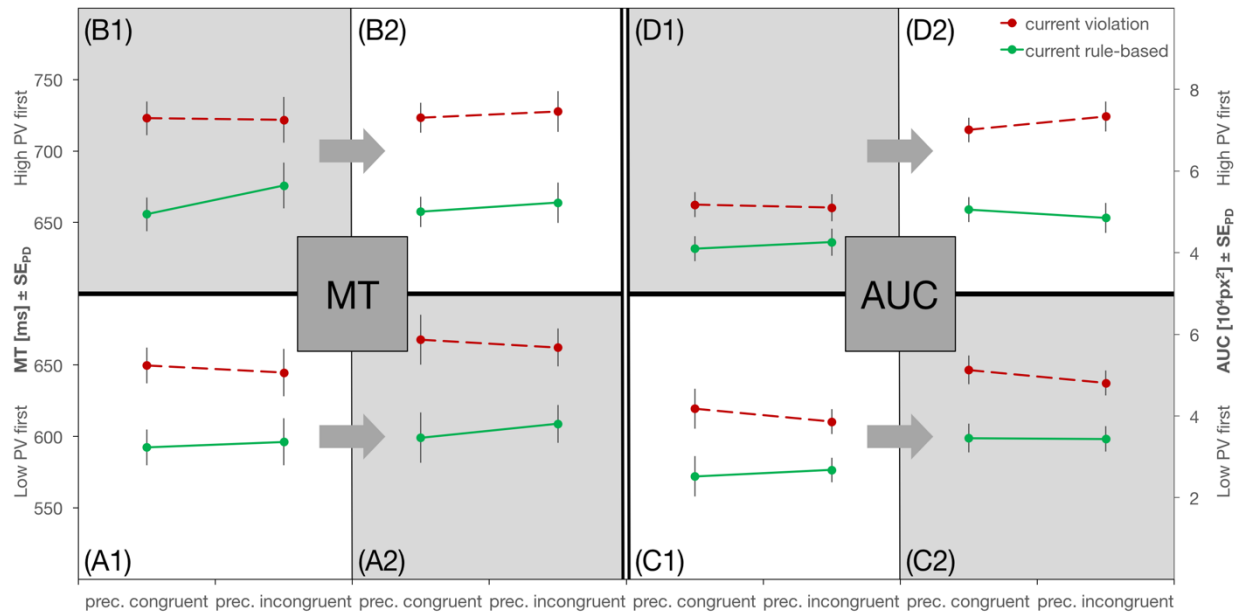 (B1)
(B2)
(D1)
(D2)
current violation
current rule-based
750
700
650
High PV first
8
6
4
High PV first
MT [ms] ± SEPD
MT
AUC
AUC [10⁴px²] ± SEPD
650
600
550
Low PV first
6
4
2
Low PV first
(A1)
(A2)
(C1)
(C2)
prec. congruent prec. incongruent prec. congruent prec. incongruent prec. congruent prec. incongruent prec. congruent prec. incongruent